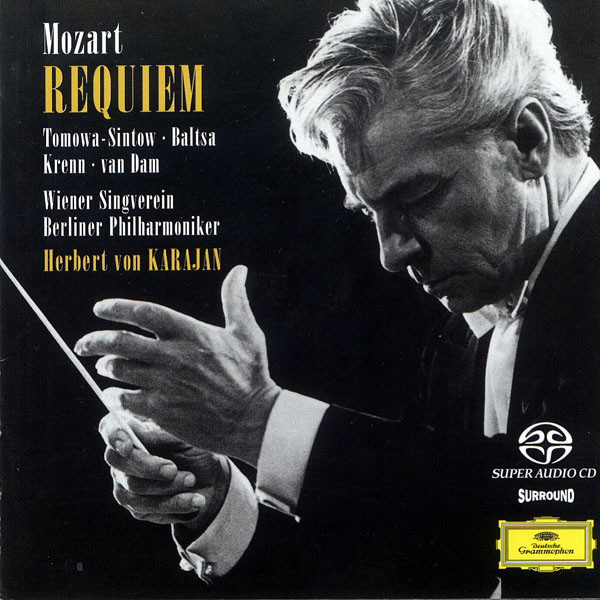 Mozart
REQUIEM
Tomowa-Sintow · Baltsa
Krenn · van Dam
Wiener Singverein
Berliner Philharmoniker
Herbert von KARAJAN
SUPER AUDIO CD
SURROUND
Deutsche
Grammophon